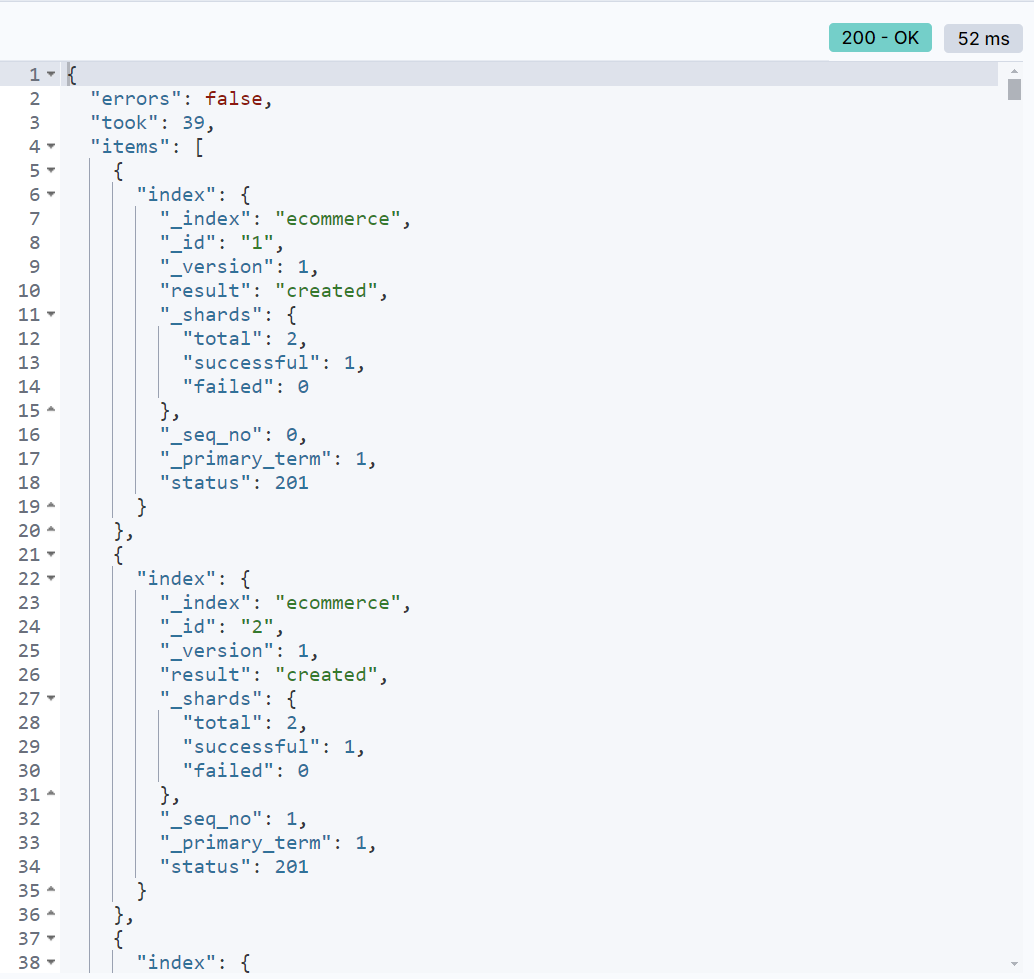 200 - OK 52 ms
1 {
2 "errors": false,
3 "took": 39,
4 "items": [
5 {
6 "index": {
7 "_index": "ecommerce",
8 "_id": "1",
9 "_version": 1,
10 "result": "created",
11 "_shards": {
12 "total": 2,
13 "successful": 1,
14 "failed": 0
15 },
16 "_seq_no": 0,
17 "_primary_term": 1,
18 "status": 201
19 }
20 },
21 {
22 "index": {
23 "_index": "ecommerce",
24 "_id": "2",
25 "_version": 1,
26 "result": "created",
27 "_shards": {
28 "total": 2,
29 "successful": 1,
30 "failed": 0
31 },
32 "_seq_no": 1,
33 "_primary_term": 1,
34 "status": 201
35 }
36 },
37 {
38 "index": {